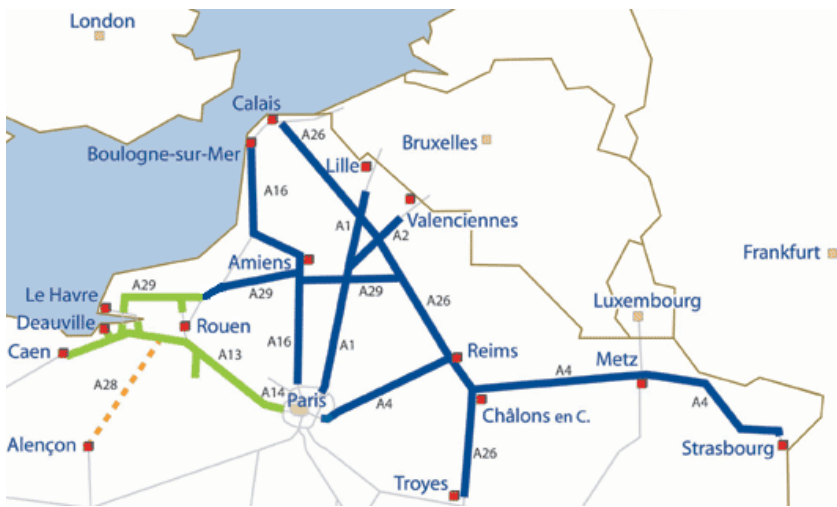 London
Calais
A26
Bruxelles
Boulogne-sur-Mer
Lille
A16
A1
Valenciennes
A2
Frankfurt
Amiens
A29
Le Havre
A29
A29
Luxembourg
Deauville
Rouen
A26
A16
A1
Reims
Caen
A13
Metz
A4
A28
A14
Paris
A4
A4
Châlons en C.
Alençon
A26
Strasbourg
Troyes